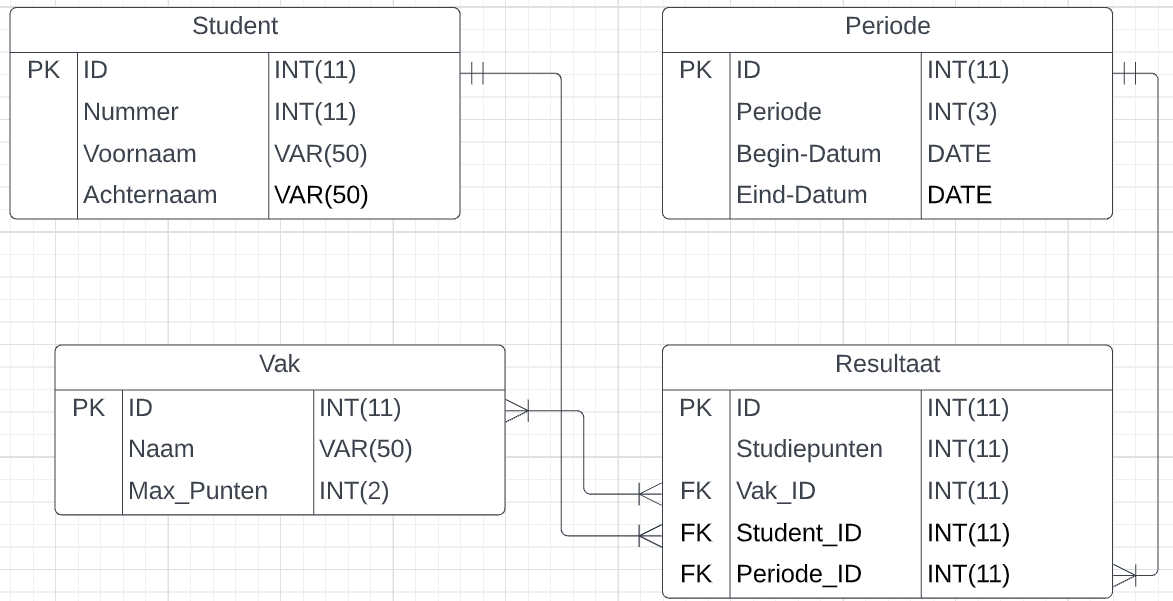 Student
PK ID INT(11)
Nummer INT(11)
Voornaam VAR(50)
Achternaam VAR(50)
Periode
PK ID INT(11)
Periode INT(3)
Begin-Datum DATE
Eind-Datum DATE
Vak
PK ID INT(11)
Naam VAR(50)
Max_Punten INT(2)
Resultaat
PK ID INT(11)
Studiepunten INT(11)
FK Vak_ID INT(11)
FK Student_ID INT(11)
FK Periode_ID INT(11)